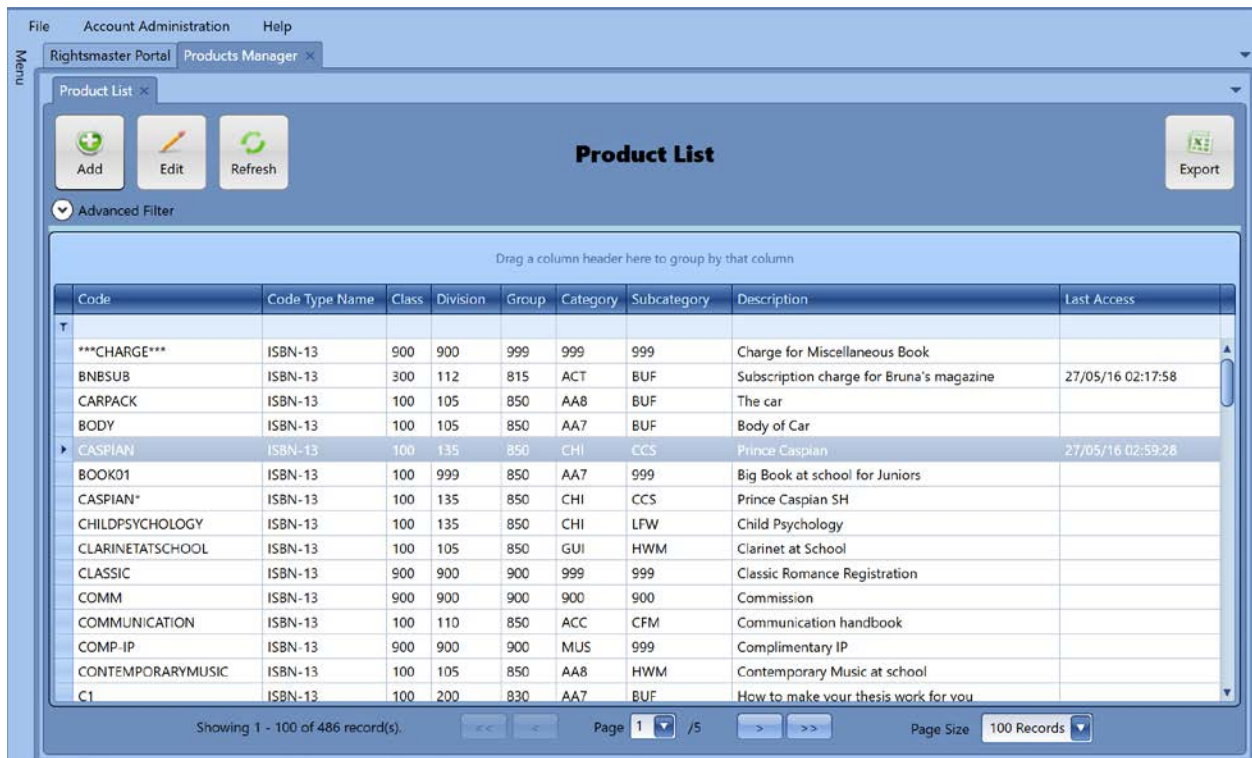 File Account Administration Help
Menu
Rightsmaster Portal Products Manager
Product List
Add Edit Refresh Product List Export
Advanced Filter
Drag a column header here to group by that column
Code Code Type Name Class Division Group Category Subcategory Description Last Access
***CHARGE*** ISBN-13 900 900 999 999 999 Charge for Miscellaneous Book
BNBSUB ISBN-13 300 112 815 ACT BUF Subscription charge for Bruna's magazine 27/05/16 02:17:58
CARPACK ISBN-13 100 105 850 AA8 BUF The car
BODY ISBN-13 100 105 850 AA7 BUF Body of Car
CASPIAN ISBN-13 100 135 850 CHI CCS Prince Caspian 27/05/16 02:59:28
BOOK01 ISBN-13 100 999 850 AA7 999 Big Book at school for Juniors
CASPIAN* ISBN-13 100 135 850 CHI CCS Prince Caspian SH
CHILDPSYCHOLOGY ISBN-13 100 135 850 CHI LFW Child Psychology
CLARINETATSCHOOL ISBN-13 100 105 850 GUI HWM Clarinet at School
CLASSIC ISBN-13 900 900 900 999 999 Classic Romance Registration
COMM ISBN-13 900 900 900 900 900 Commission
COMMUNICATION ISBN-13 100 110 850 ACC CFM Communication handbook
COMP-IP ISBN-13 900 900 900 MUS 999 Complimentary IP
CONTEMPORARYMUSIC ISBN-13 100 105 850 AA8 HWM Contemporary Music at school
C1 ISBN-13 100 200 830 AA7 BUF How to make your thesis work for you
Showing 1 - 100 of 486 record(s). << < Page 1 /5 > >> Page Size 100 Records